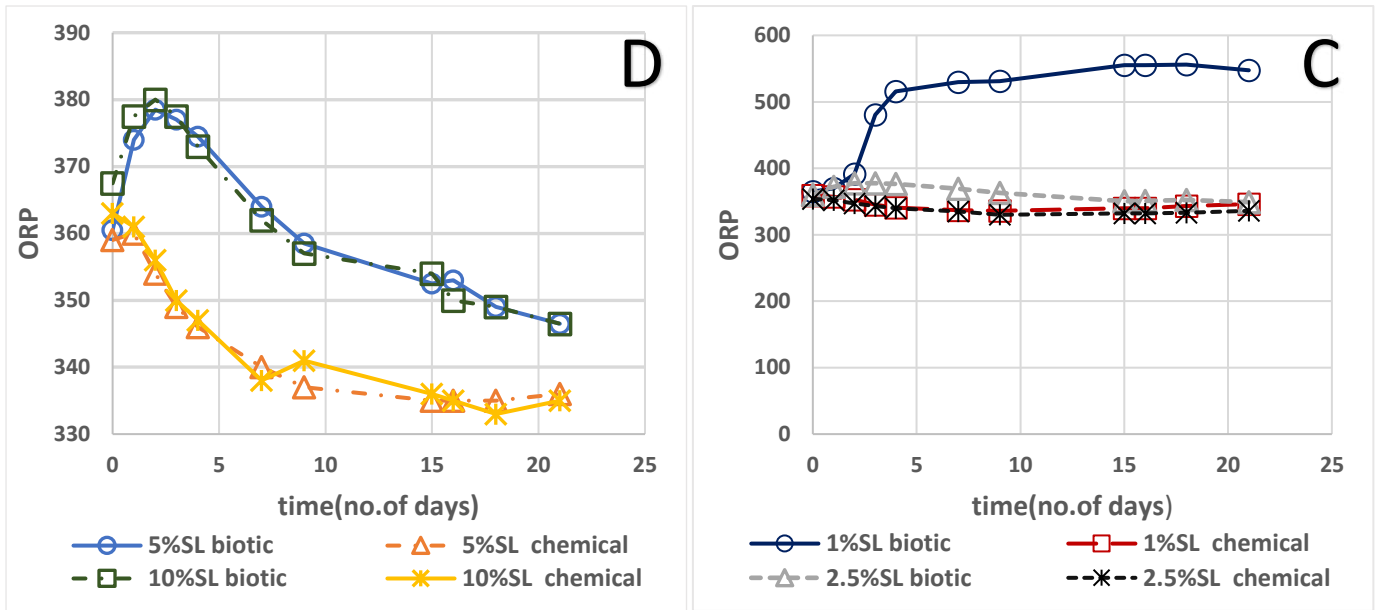 D
390
380
370
360
350
340
330
ORP
0 5 10 15 20 25
time(no.of days)
5%SL biotic 5%SL chemical
10%SL biotic 10%SL chemical
C
600
500
400
300
200
100
0
ORP
0 5 10 15 20 25
time(no.of days)
1%SL biotic 1%SL chemical
2.5%SL biotic 2.5%SL chemical